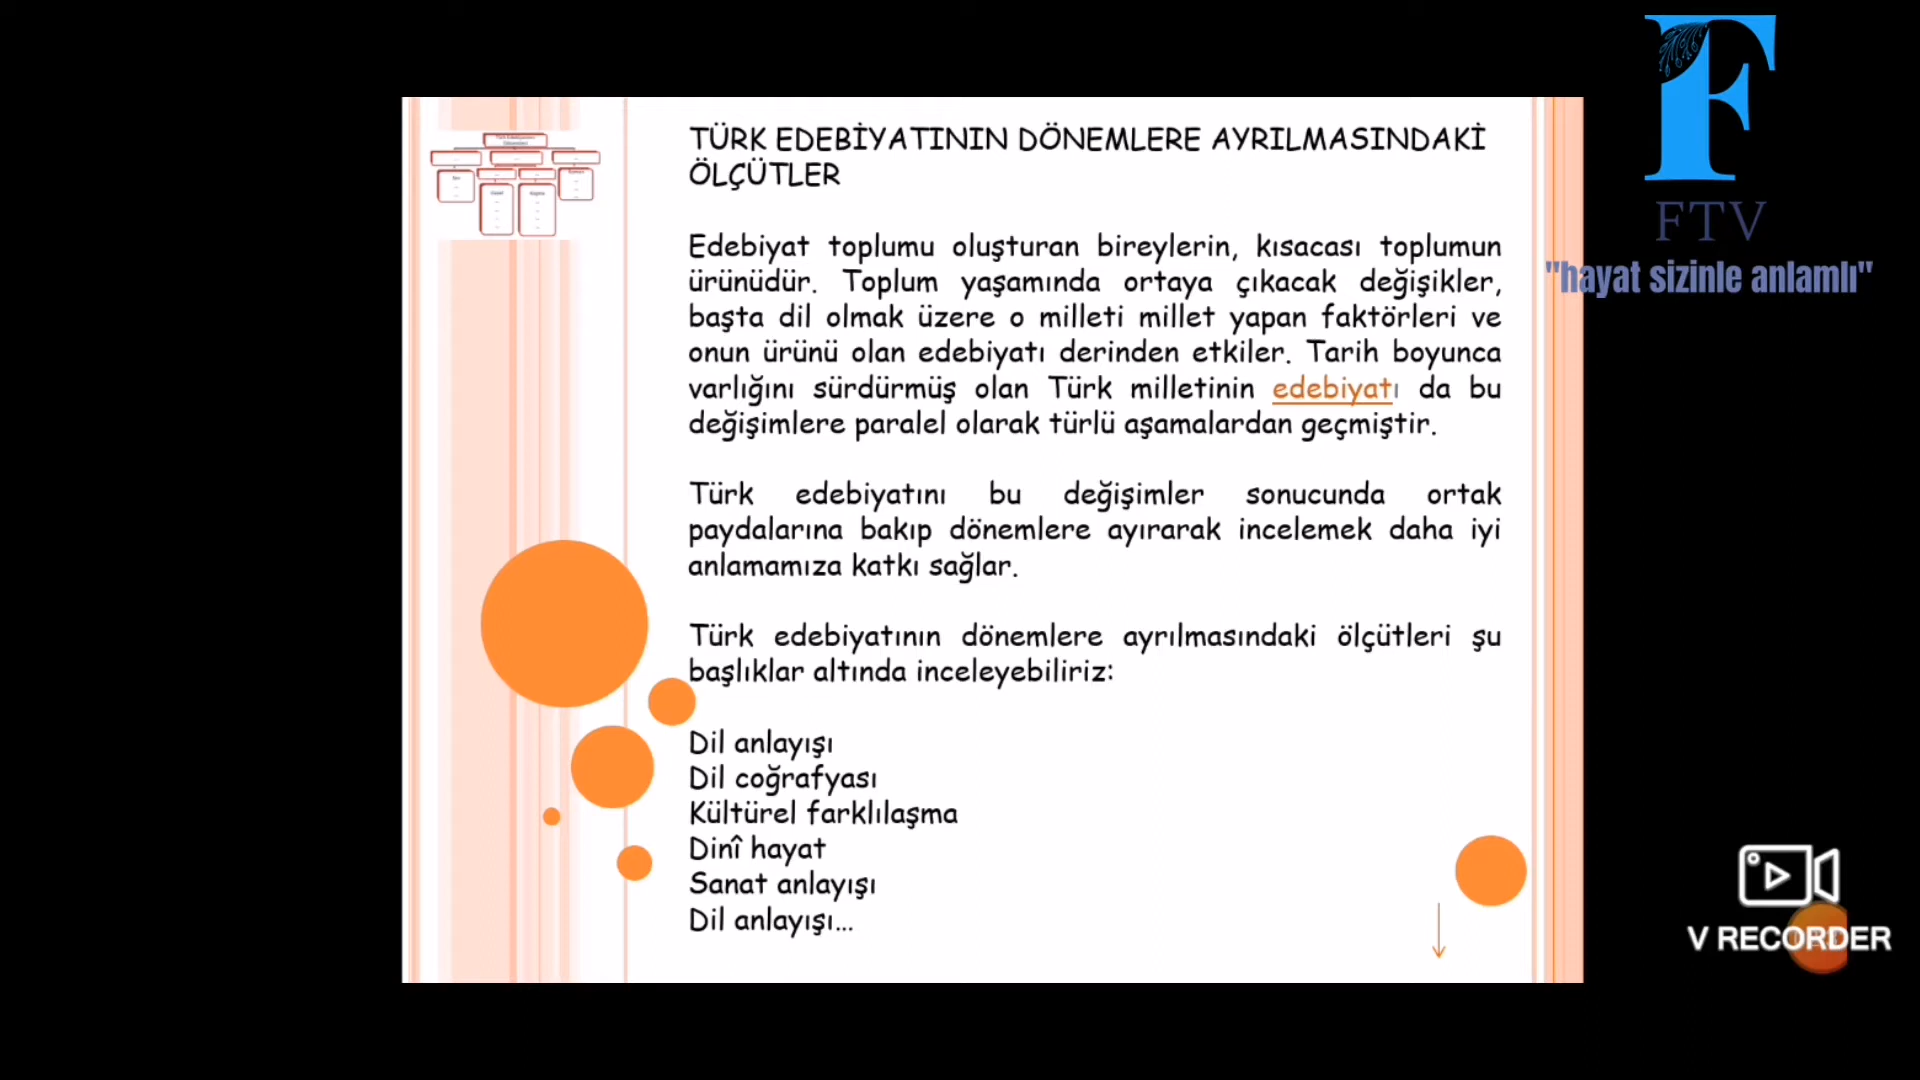 TÜRK EDEBİYATININ DÖNEMLERE AYRILMASINDAKİ
ÖLÇÜTLER
Edebiyat toplumu oluşturan bireylerin, kısacası toplumun
ürünüdür. Toplum yaşamında ortaya çıkacak değişikler,
başta dil olmak üzere o milleti millet yapan faktörleri ve
onun ürünü olan edebiyatı derinden etkiler. Tarih boyunca
varlığını sürdürmüş olan Türk milletinin edebiyatı da bu
değişimlere paralel olarak türlü aşamalardan geçmiştir.
Türk edebiyatını bu değişimler sonucunda ortak
paydalarına bakıp dönemlere ayırarak incelemek daha iyi
anlamamıza katkı sağlar.
Türk edebiyatının dönemlere ayrılmasındaki ölçütleri şu
başlıklar altında inceleyebiliriz:
Dil anlayışı
Dil coğrafyası
Kültürel farklılaşma
Dinî hayat
Sanat anlayışı
Dil anlayışı...
F
FTV
"hayat sizinle anlamlı"
V RECORDER